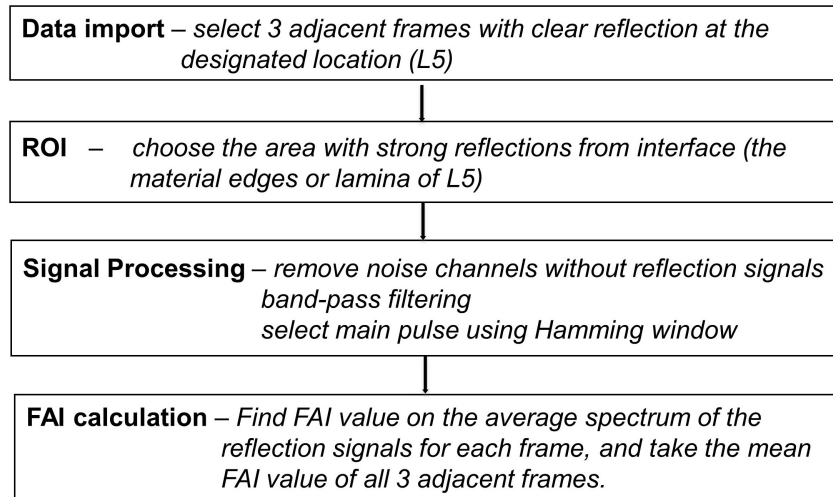 Data import – select 3 adjacent frames with clear reflection at the
designated location (L5)
ROI – choose the area with strong reflections from interface (the
material edges or lamina of L5)
Signal Processing – remove noise channels without reflection signals
band-pass filtering
select main pulse using Hamming window
FAI calculation – Find FAI value on the average spectrum of the
reflection signals for each frame, and take the mean
FAI value of all 3 adjacent frames.